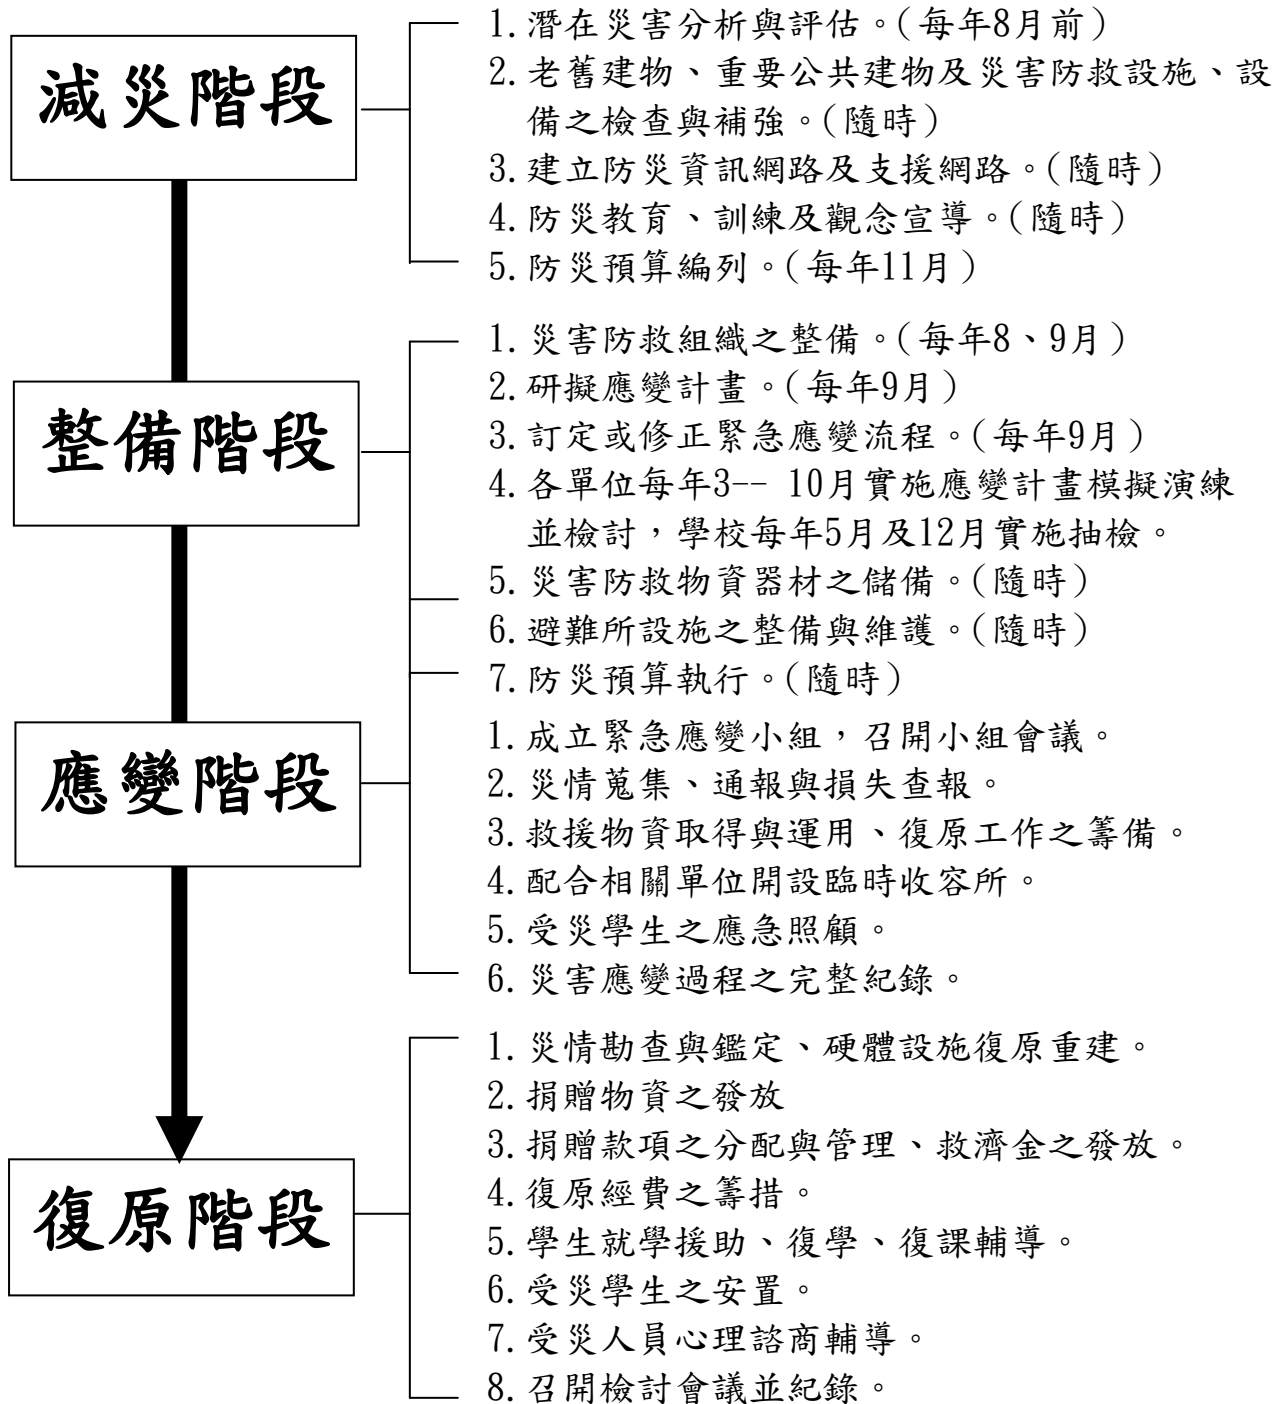 減災階段
1.潛在災害分析與評估。(每年8月前)
2.老舊建物、重要公共建物及災害防救設施、設
備之檢查與補強。(隨時)
3.建立防災資訊網路及支援網路。(隨時)
4.防災教育、訓練及觀念宣導。(隨時)
5.防災預算編列。(每年11月)
整備階段
1.災害防救組織之整備。(每年8、9月)
2.研擬應變計畫。(每年9月)
3.訂定或修正緊急應變流程。(每年9月)
4.各單位每年3-- 10月實施應變計畫模擬演練
並檢討，學校每年5月及12月實施抽檢。
5.災害防救物資器材之儲備。(隨時)
6.避難所設施之整備與維護。(隨時)
7.防災預算執行。(隨時)
應變階段
1.成立緊急應變小組，召開小組會議。
2.災情蒐集、通報與損失查報。
3.救援物資取得與運用、復原工作之籌備。
4.配合相關單位開設臨時收容所。
5.受災學生之應急照顧。
6.災害應變過程之完整紀錄。
復原階段
1.災情勘查與鑑定、硬體設施復原重建。
2.捐贈物資之發放
3.捐贈款項之分配與管理、救濟金之發放。
4.復原經費之籌措。
5.學生就學援助、復學、復課輔導。
6.受災學生之安置。
7.受災人員心理諮商輔導。
8.召開檢討會議並紀錄。